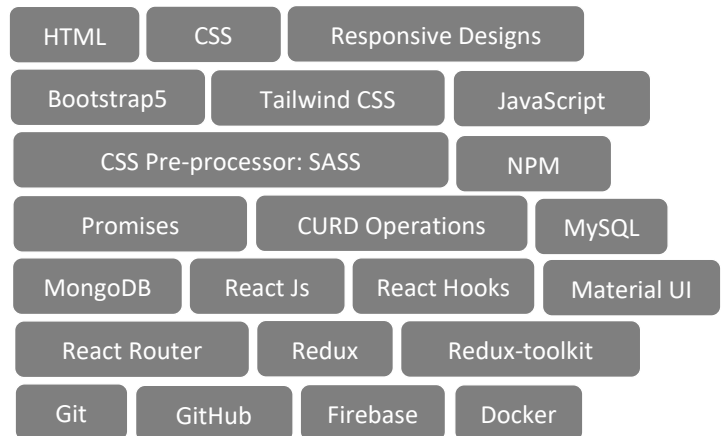 HTML CSS Responsive Designs
Bootstrap5 Tailwind CSS JavaScript
CSS Pre-processor: SASS NPM
Promises CURD Operations MySQL
MongoDB React Js React Hooks Material UI
React Router Redux Redux-toolkit
Git GitHub Firebase Docker